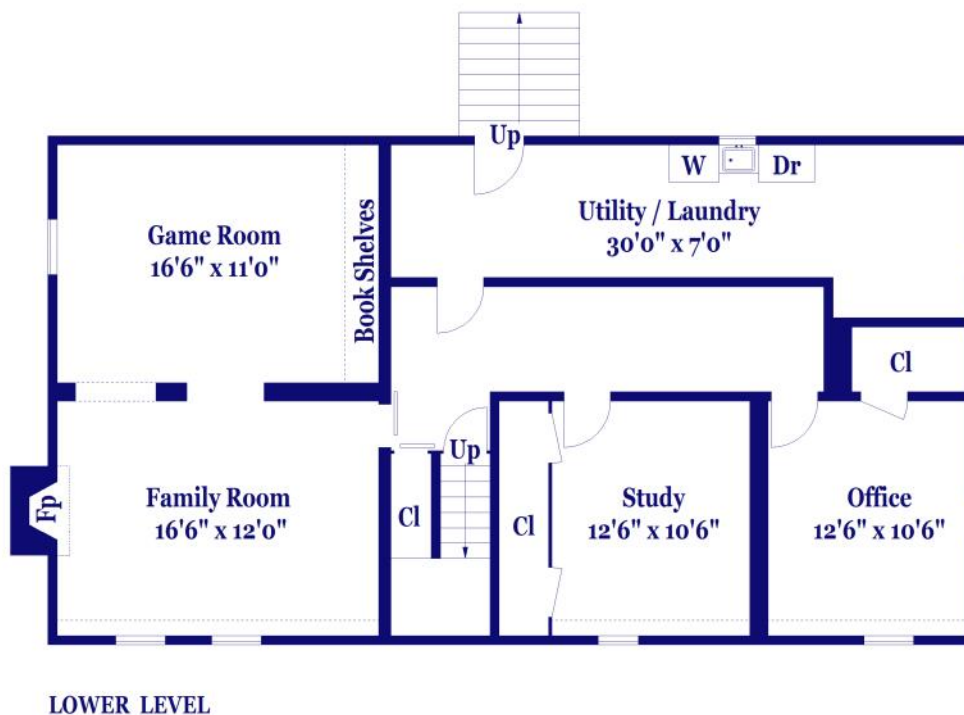 Up
W
Dr
Utility / Laundry
30'0" x 7'0"
Game Room
16'6" x 11'0"
Book Shelves
Cl
Up
Family Room
16'6" x 12'0"
Fp
Cl
Cl
Study
12'6" x 10'6"
Office
12'6" x 10'6"
LOWER LEVEL